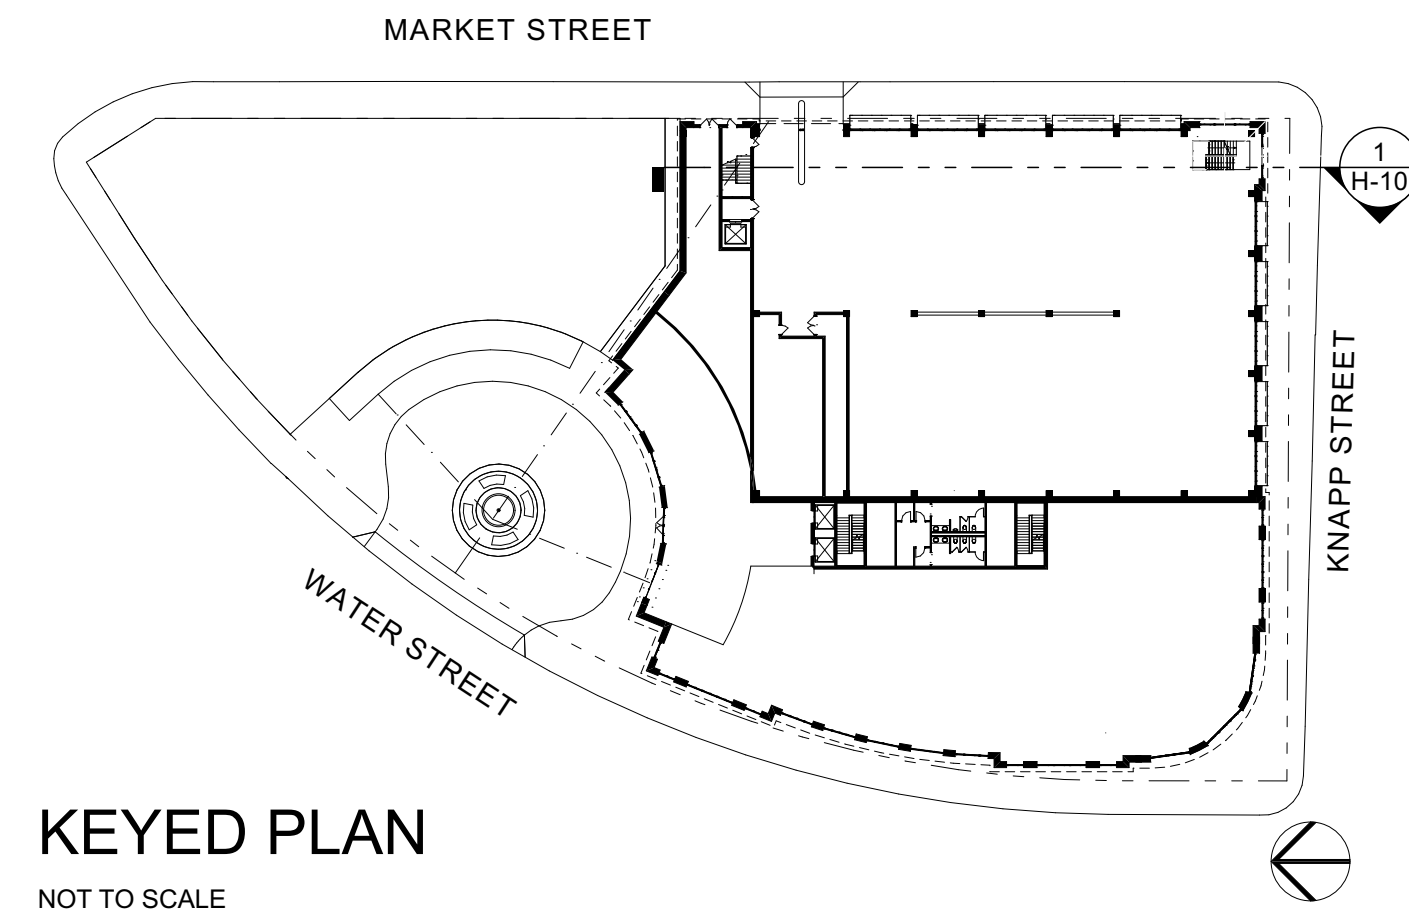 MARKET STREET
1
H-10
KNAPP STREET
WATER STREET
KEYED PLAN
NOT TO SCALE